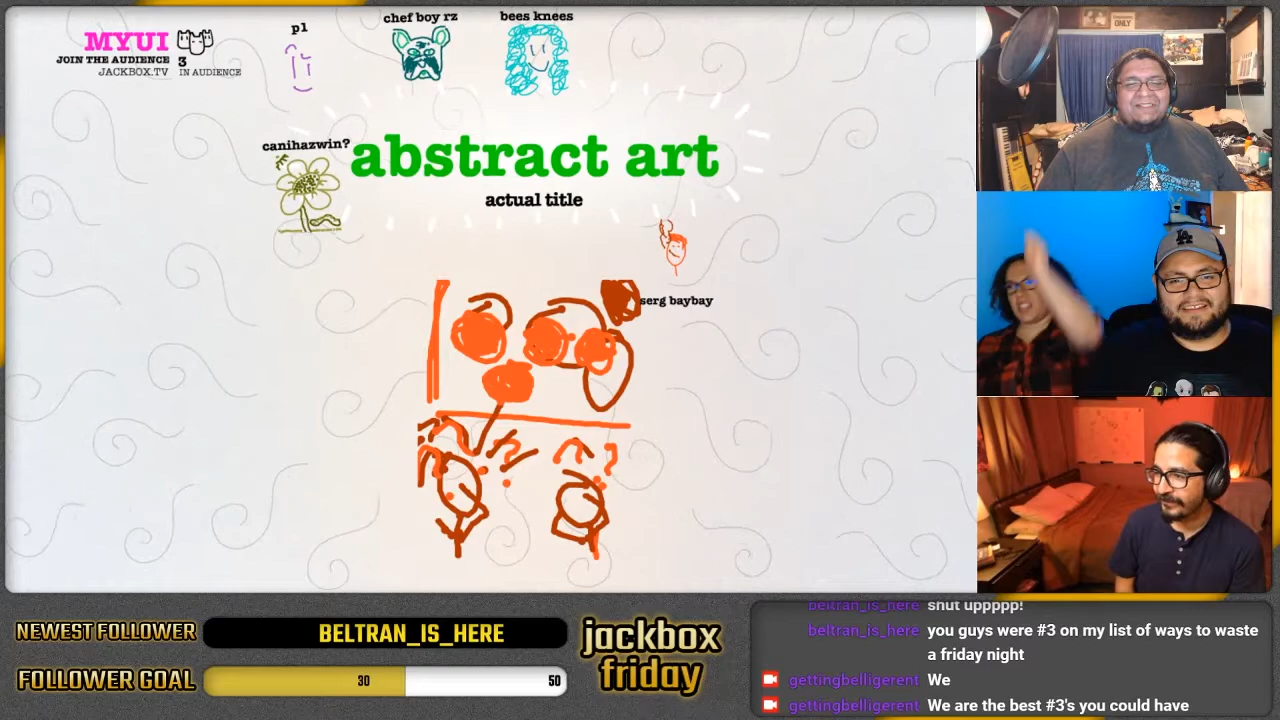 MYUI
JOIN THE AUDIENCE
JACKBOX.TV
3
IN AUDIENCE
p1
chef boy rz
bees knees
canihazwin?
abstract art
actual title
serg baybay
? ? ? ?
ONLY
LA
NEWEST FOLLOWER
BELTRAN_IS_HERE
FOLLOWER GOAL
30
50
jackbox
friday
beltran_is_here shut uppppp!
beltran_is_here you guys were #3 on my list of ways to waste
a friday night
gettingbelligerent We
gettingbelligerent We are the best #3's you could have